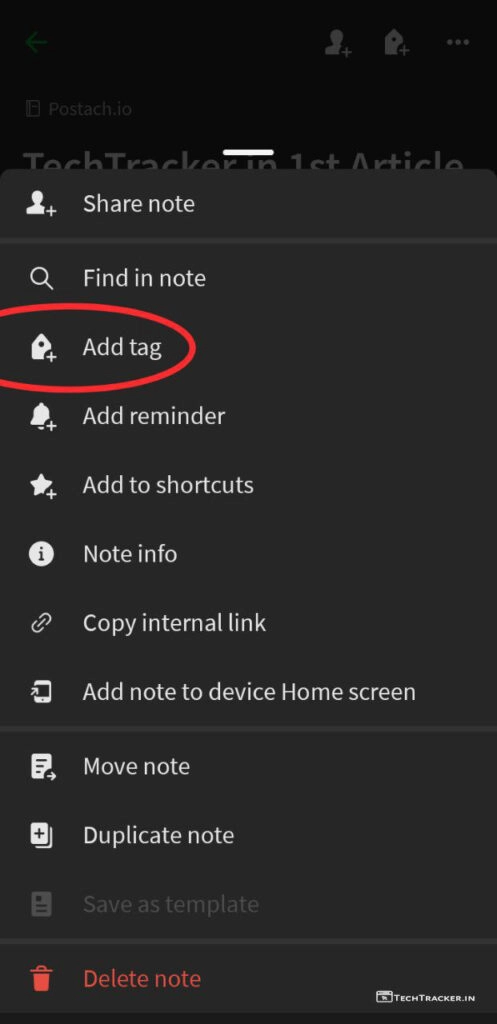 Postach.io
TechTracker.in 1st Article
Share note
Find in note
Add tag
Add reminder
Add to shortcuts
Note info
Copy internal link
Add note to device Home screen
Move note
Duplicate note
Save as template
Delete note
TECHTRACKER.IN